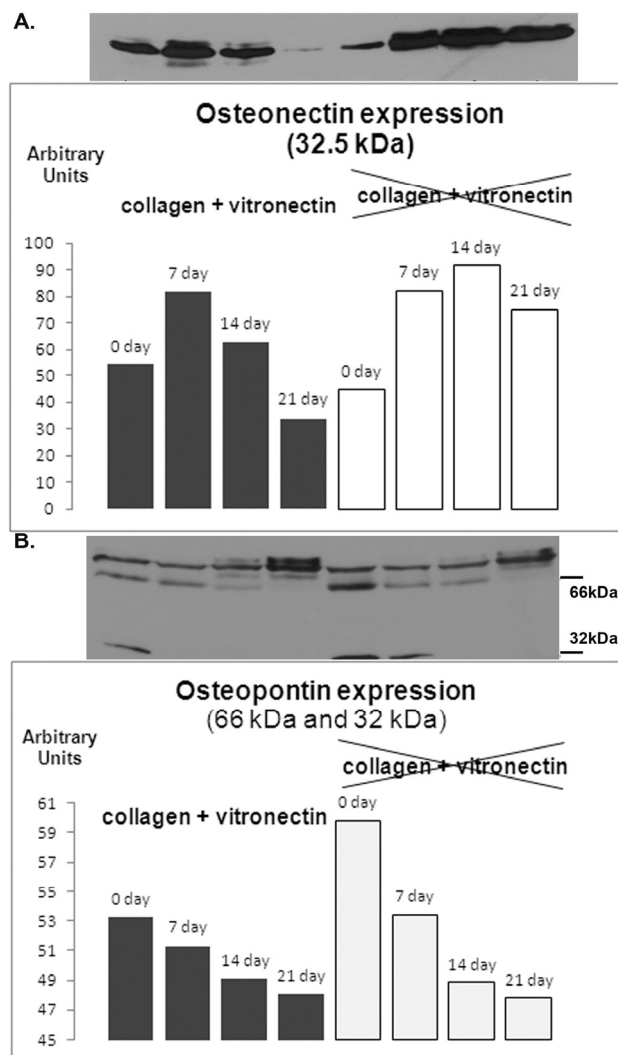 A.
Osteonectin expression
(32.5 kDa)
Arbitrary
Units
collagen + vitronectin
collagen + vitronectin
100
90
80
70
60
50
40
30
20
10
0
0 day
7 day
14 day
21 day
0 day
7 day
14 day
21 day
B.
66kDa
32kDa
Osteopontin expression
(66 kDa and 32 kDa)
Arbitrary
Units
collagen + vitronectin
collagen + vitronectin
61
59
57
55
53
51
49
47
45
0 day
7 day
14 day
21 day
0 day
7 day
14 day
21 day